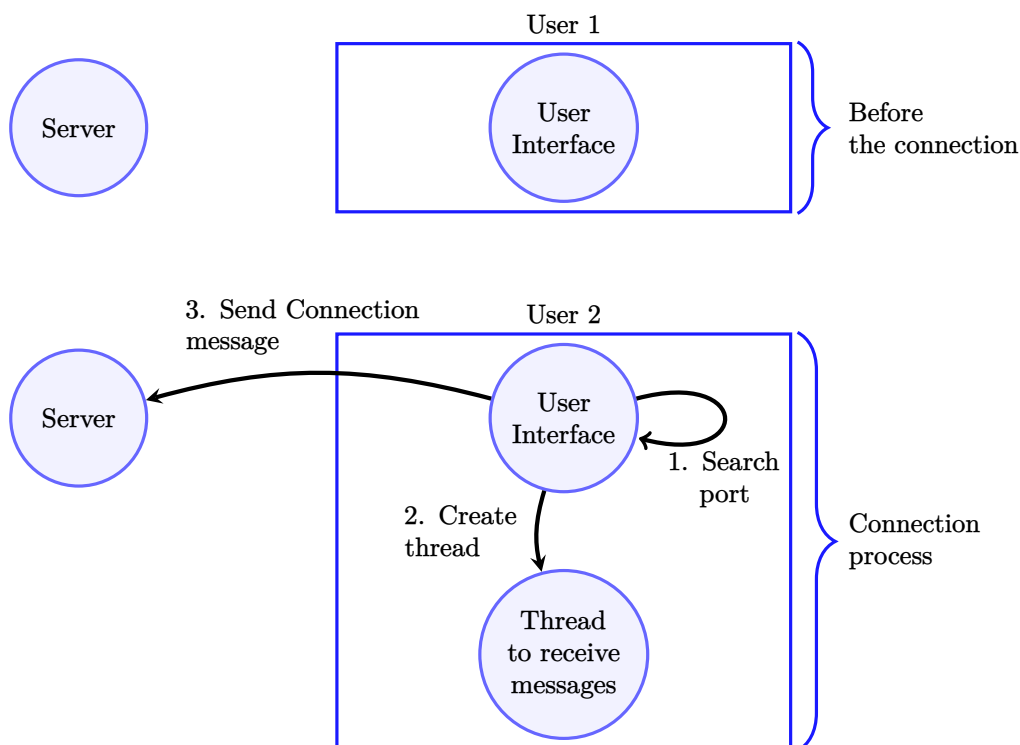 User 1
Server
User
Interface
Before
the connection
3. Send Connection
message
User 2
Server
User
Interface
1. Search
port
2. Create
thread
Connection
process
Thread
to receive
messages